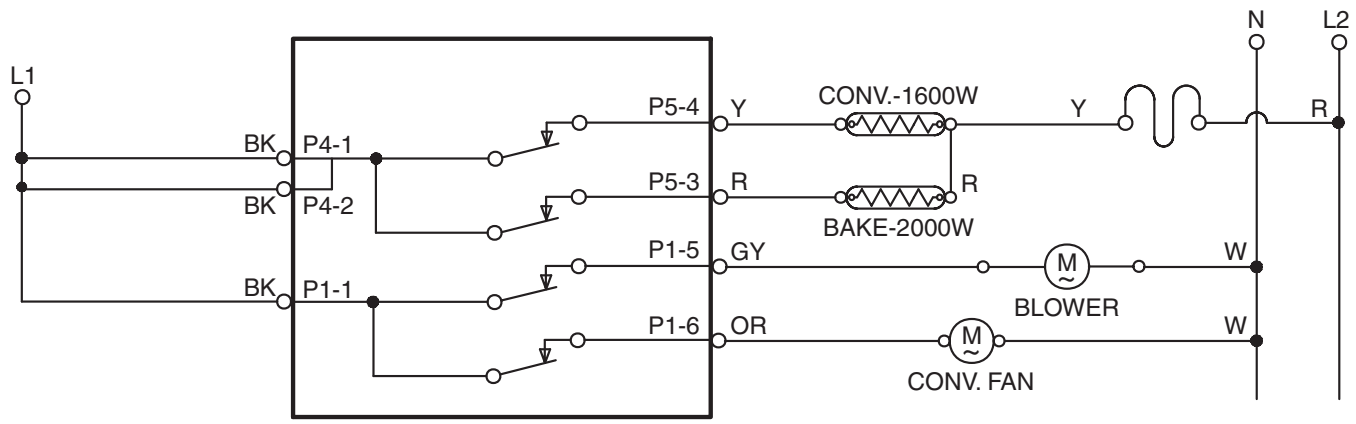 N L2
L1
CONV.-1600W
P5-4 Y Y R
BK P4-1
P5-3 R R
BK P4-2
BAKE-2000W
P1-5 GY M W
~
BLOWER
BK P1-1
P1-6 OR M W
~
CONV. FAN